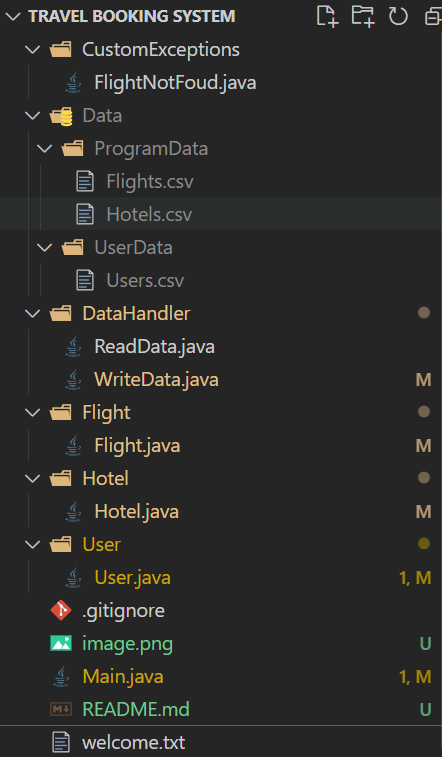 TRAVEL BOOKING SYSTEM
CustomExceptions
FlightNotFoud.java
Data
ProgramData
Flights.csv
Hotels.csv
UserData
Users.csv
DataHandler
ReadData.java
WriteData.java M
Flight
Flight.java M
Hotel
Hotel.java M
User
User.java 1, M
.gitignore
image.png U
Main.java 1, M
README.md U
welcome.txt